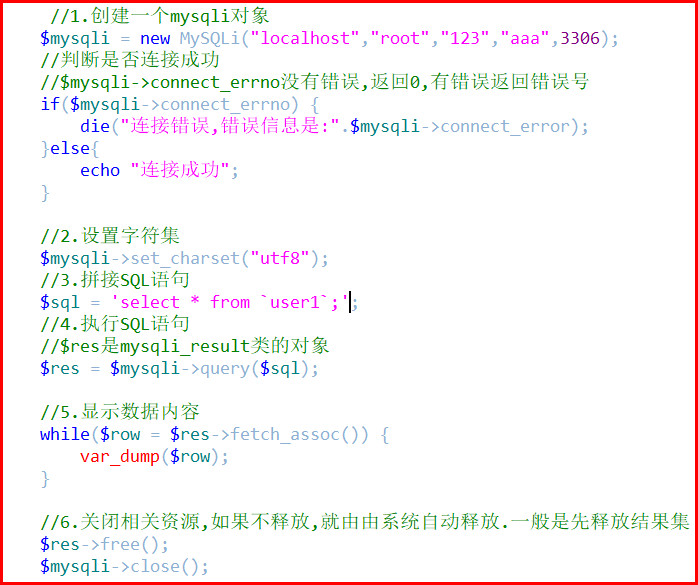 //1.创建一个mysqli对象
$mysqli = new MySQLi("localhost","root","123","aaa",3306);
//判断是否连接成功
//$mysqli->connect_errno没有错误,返回0,有错误返回错误号
if($mysqli->connect_errno) {
die("连接错误,错误信息是:".$mysqli->connect_error);
}else{
echo "连接成功";
}
//2.设置字符集
$mysqli->set_charset("utf8");
//3.拼接SQL语句
$sql = 'select * from `user1`;';
//4.执行SQL语句
//$res是mysqli_result类的对象
$res = $mysqli->query($sql);
//5.显示数据内容
while($row = $res->fetch_assoc()) {
var_dump($row);
}
//6.关闭相关资源,如果不释放,就由由系统自动释放.一般是先释放结果集
$res->free();
$mysqli->close();